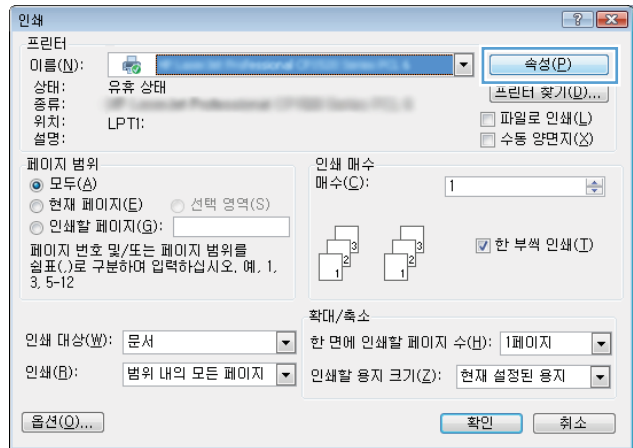 인쇄
프린터
이름(N):
속성(P)
상태: 유휴 상태
프린터 찾기(D)...
종류:
위치: LPT1:
파일로 인쇄(L)
설명:
수동 양면지(X)
페이지 범위
모두(A)
현재 페이지(E) 선택 영역(S)
인쇄할 페이지(G):
페이지 번호 및/또는 페이지 범위를
쉼표(,)로 구분하여 입력하십시오. 예, 1,
3, 5-12
인쇄 매수
매수(C): 1
3 3
2 2
1 1
한 부씩 인쇄(T)
인쇄 대상(W): 문서
인쇄(R): 범위 내의 모든 페이지
확대/축소
한 면에 인쇄할 페이지 수(H): 1페이지
인쇄할 용지 크기(Z): 현재 설정된 용지
옵션(O)...
확인 취소